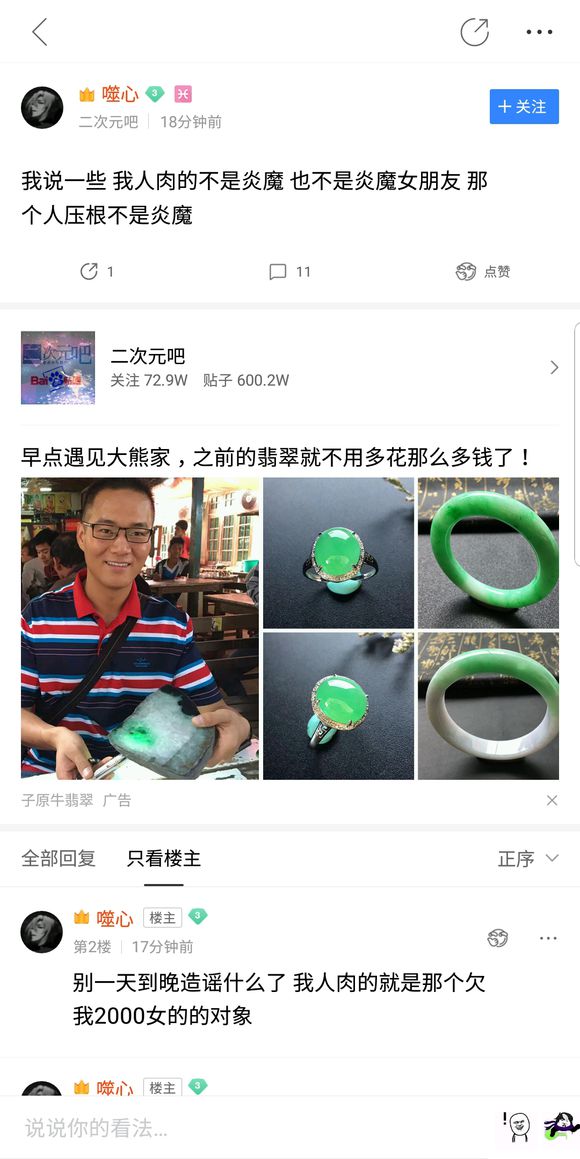 噬心 3
+ 关注
二次元吧 18分钟前
我说一些 我人肉的不是炎魔 也不是炎魔女朋友 那
个人压根不是炎魔
1
11
点赞
二次元吧
关注 72.9W 贴子 600.2W
早点遇见大熊家，之前的翡翠就不用多花那么多钱了！
子原牛翡翠 广告
全部回复 只看楼主 正序
噬心 楼主 3
第2楼 17分钟前
别一天到晚造谣什么了 我人肉的就是那个欠
我2000女的的对象
噬心 楼主 3
说说你的看法...